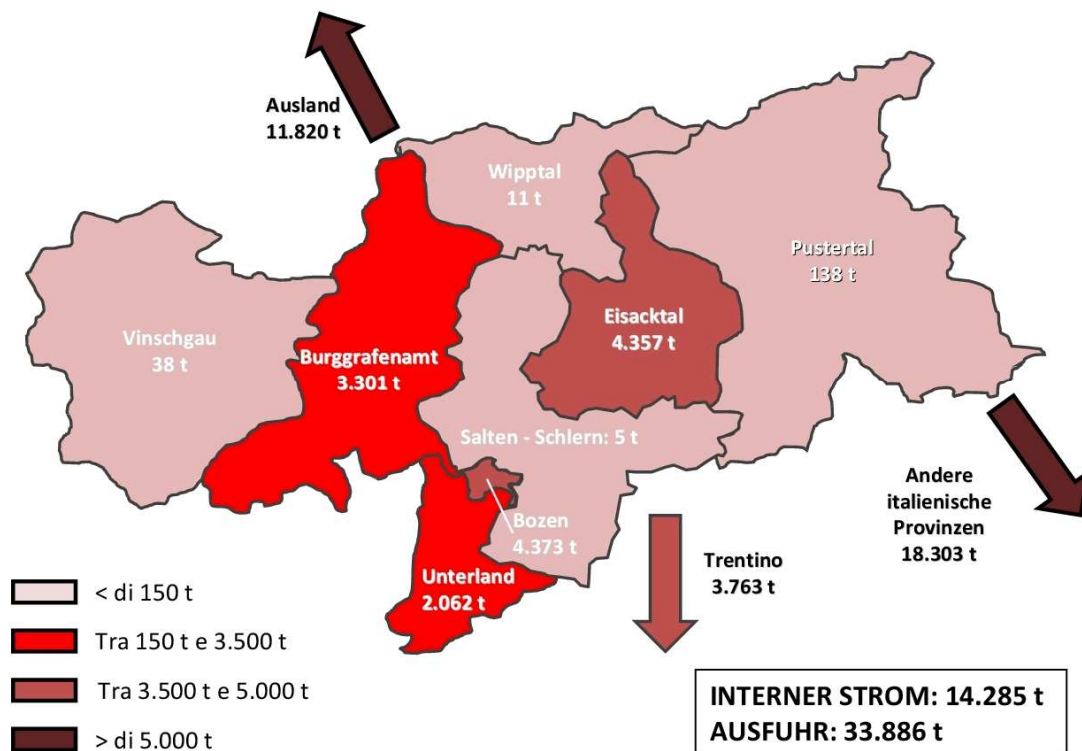 Ausland
11.820 t
Wipptal
11 t
Pustertal
138 t
Vinschgau
38 t
Burggrafenamt
3.301 t
Eisacktal
4.357 t
Salten - Schlern: 5 t
Bozen
4.373 t
Unterland
2.062 t
Andere
italienische
Provinzen
18.303 t
Trentino
3.763 t
< di 150 t
Tra 150 t e 3.500 t
Tra 3.500 t e 5.000 t
> di 5.000 t
INTERNER STROM: 14.285 t
AUSFUHR: 33.886 t